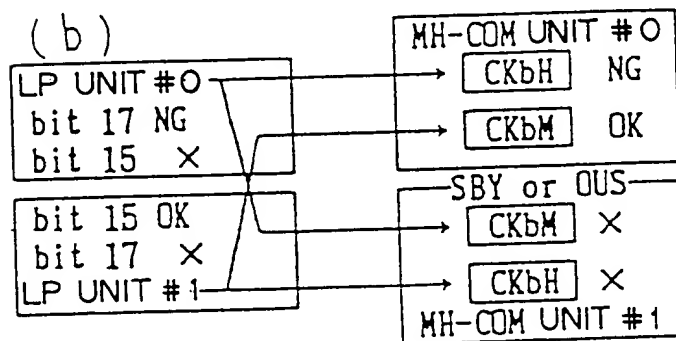 (b)
LP UNIT #0
bit 17 NG
bit 15 ×
bit 15 OK
bit 17 ×
LP UNIT #1
MH-COM UNIT #0
CKbH NG
CKbM OK
SBY or OUS
CKbM ×
CKbH ×
MH-COM UNIT #1